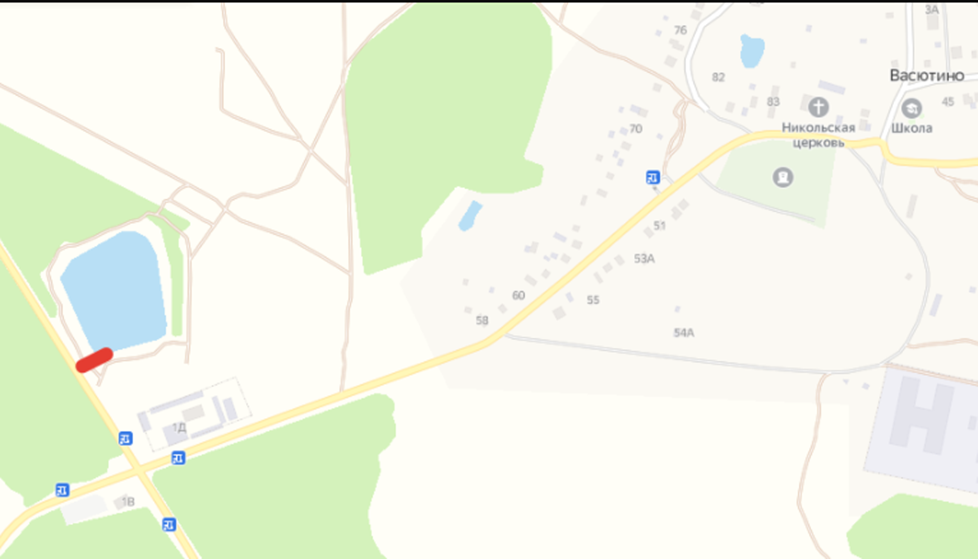 3А
76
Васютино
82
83
45
Никольская
церковь
Школа
70
51
53А
60
55
58
54А
1Д
1В